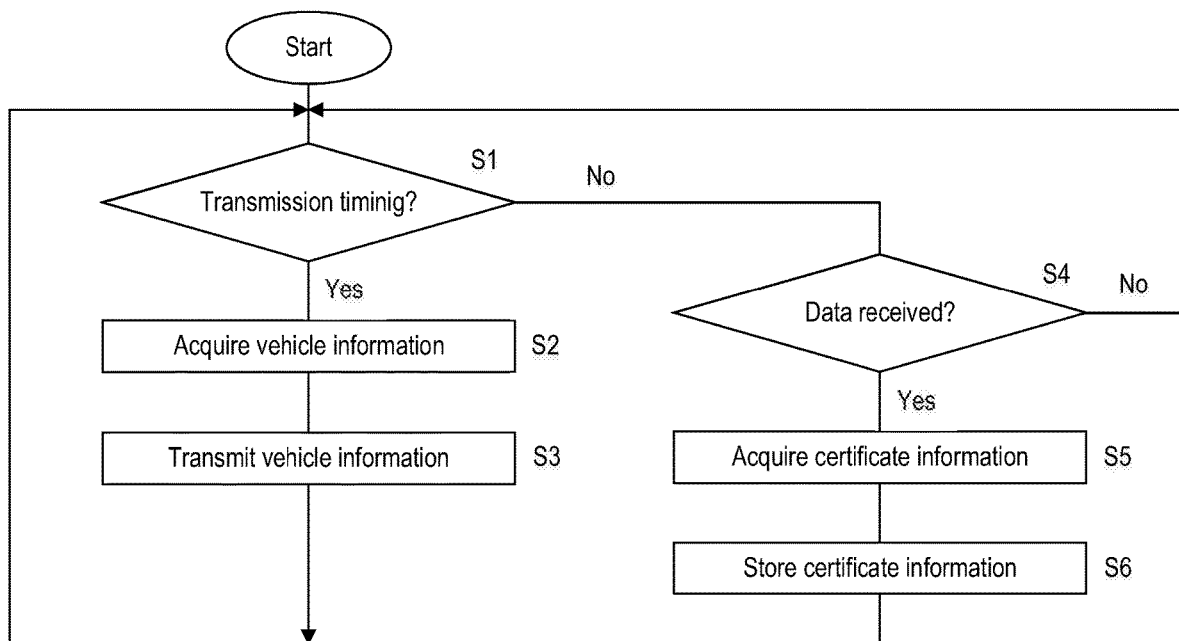 Start
S1
No
Transmission timinig?
Yes
S4
No
Data received?
Acquire vehicle information
S2
Yes
Transmit vehicle information
S3
Acquire certificate information
S5
Store certificate information
S6